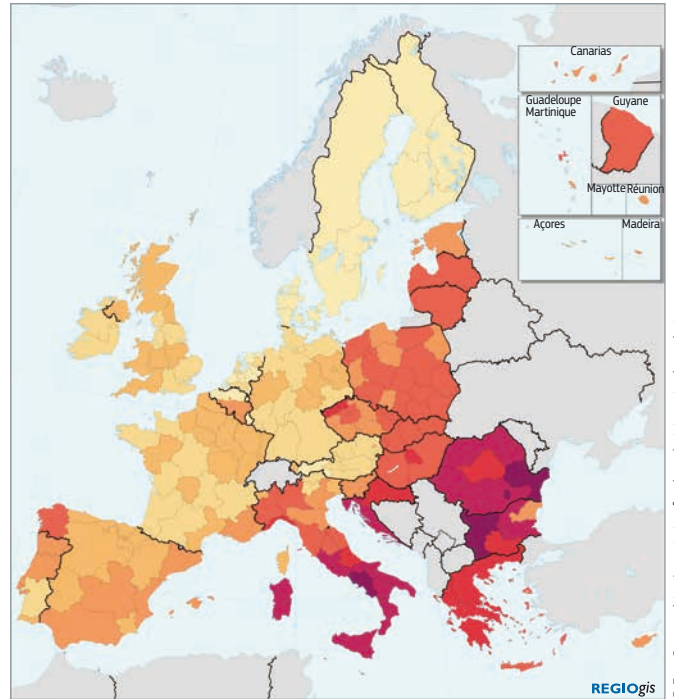 Canarias
Guadeloupe
Martinique
Guyane
Mayotte
Réunion
Açores
Madeira
REGIOgis